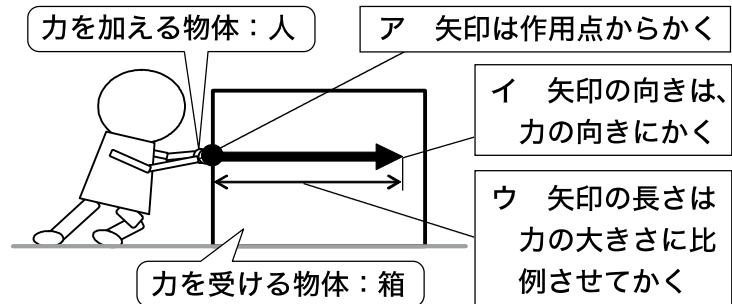 力を加える物体：人
ア　矢印は作用点からかく
イ　矢印の向きは、
力の向きにかく
ウ　矢印の長さは
力の大きさに比
例させてかく
力を受ける物体：箱